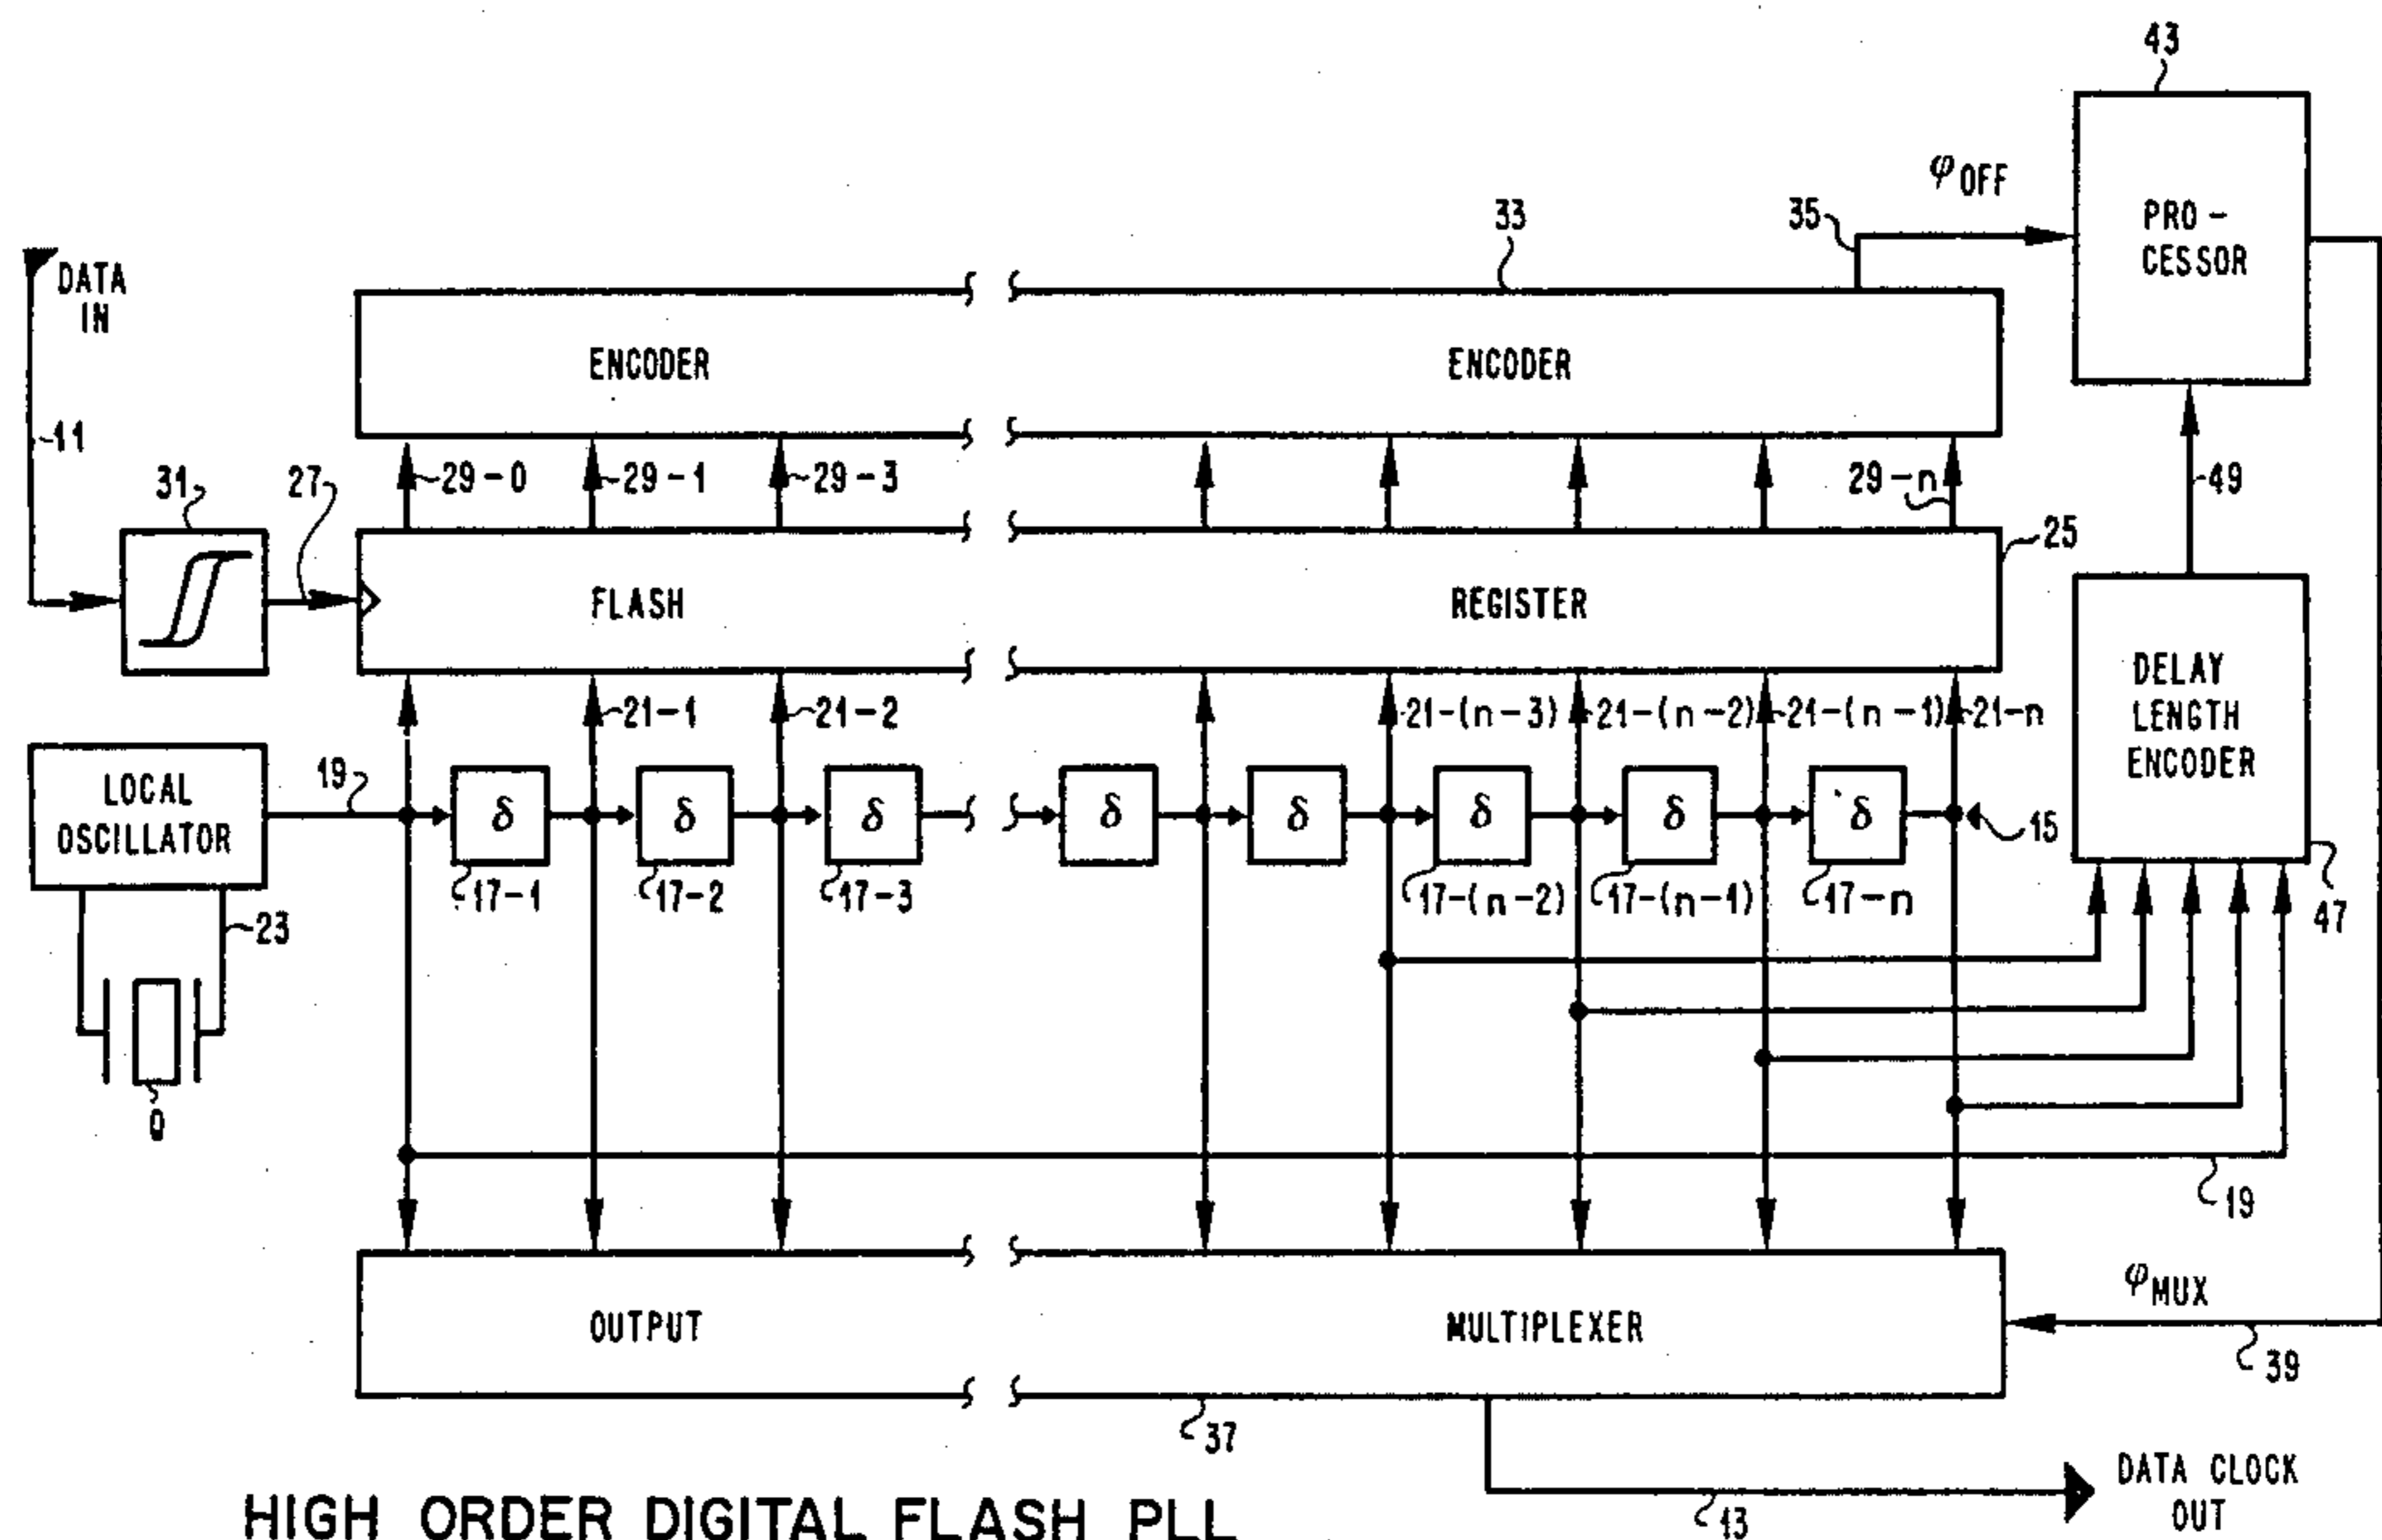 43
φOFF
33
35
PRO-
CESSOR
DATA
IN
ENCODER
ENCODER
11
29-0
29-1
29-3
29-n
49
31
27
25
FLASH
REGISTER
21-1
21-2
21-(n-3)
21-(n-2)
21-(n-1)
21-n
DELAY
LENGTH
ENCODER
LOCAL
OSCILLATOR
19
δ
δ
δ
δ
δ
δ
δ
δ
15
17-1
17-2
17-3
17-(n-2)
17-(n-1)
17-n
47
23
Q
19
φMUX
OUTPUT
MULTIPLEXER
39
37
DATA CLOCK
OUT
13
HIGH ORDER DIGITAL FLASH PLL